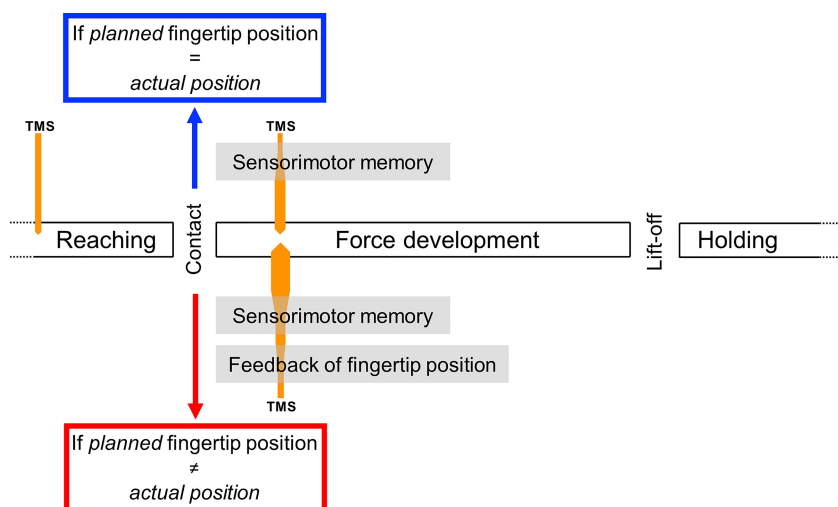 If planned fingertip position
=
actual position
TMS
TMS
Sensorimotor memory
Reaching
Contact
Force development
Lift-off
Holding
Sensorimotor memory
Feedback of fingertip position
TMS
If planned fingertip position
≠
actual position